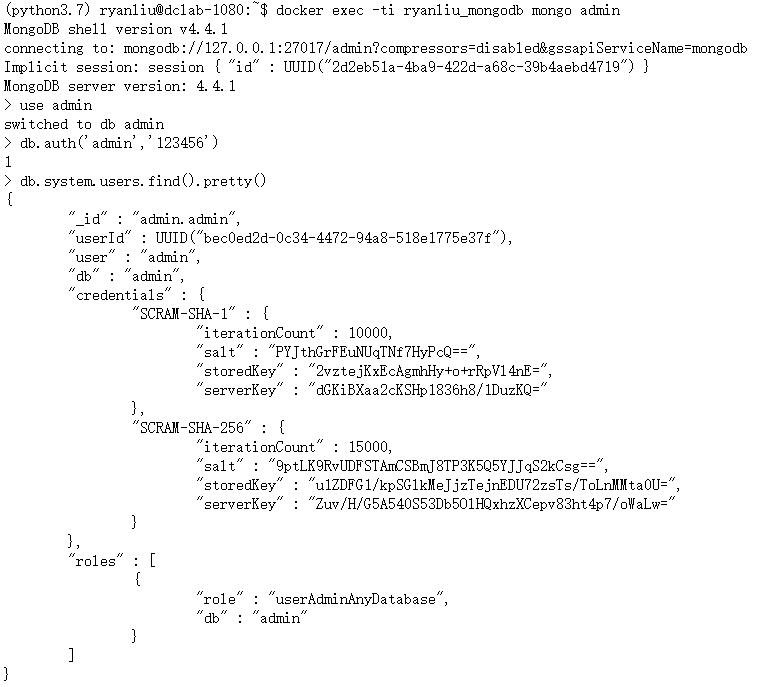 (python3.7) ryanliu@dclab-1080:~$ docker exec -ti ryanliu_mongodb mongo admin
MongoDB shell version v4.4.1
connecting to: mongodb://127.0.0.1:27017/admin?compressors=disabled&gssapiServiceName=mongodb
Implicit session: session { "id" : UUID("2d2eb51a-4ba9-422d-a68c-39b4aebd4719") }
MongoDB server version: 4.4.1
> use admin
switched to db admin
> db.auth('admin','123456')
1
> db.system.users.find().pretty()
{
        "_id" : "admin.admin",
        "userId" : UUID("bec0ed2d-0c34-4472-94a8-518e1775e37f"),
        "user" : "admin",
        "db" : "admin",
        "credentials" : {
                "SCRAM-SHA-1" : {
                        "iterationCount" : 10000,
                        "salt" : "PYJthGrFEuNUqTNf7HyPcQ==",
                        "storedKey" : "2vztejKxEcAgmhHy+o+rRpV14nE=",
                        "serverKey" : "dGKiBXaa2cKSHp1836h8/1DuzKQ="
                },
                "SCRAM-SHA-256" : {
                        "iterationCount" : 15000,
                        "salt" : "9ptLK9RvUDFSTAmCSBmJ8TP3K5Q5YJJqS2kCsg==",
                        "storedKey" : "u1ZDFG1/kpSG1kMeJjzTejnEDU72zsTs/ToLnMMta0U=",
                        "serverKey" : "Zuv/H/G5A540S53Db5O1HQxhzXCepv83ht4p7/oWaLw="
                }
        },
        "roles" : [
                {
                        "role" : "userAdminAnyDatabase",
                        "db" : "admin"
                }
        ]
}